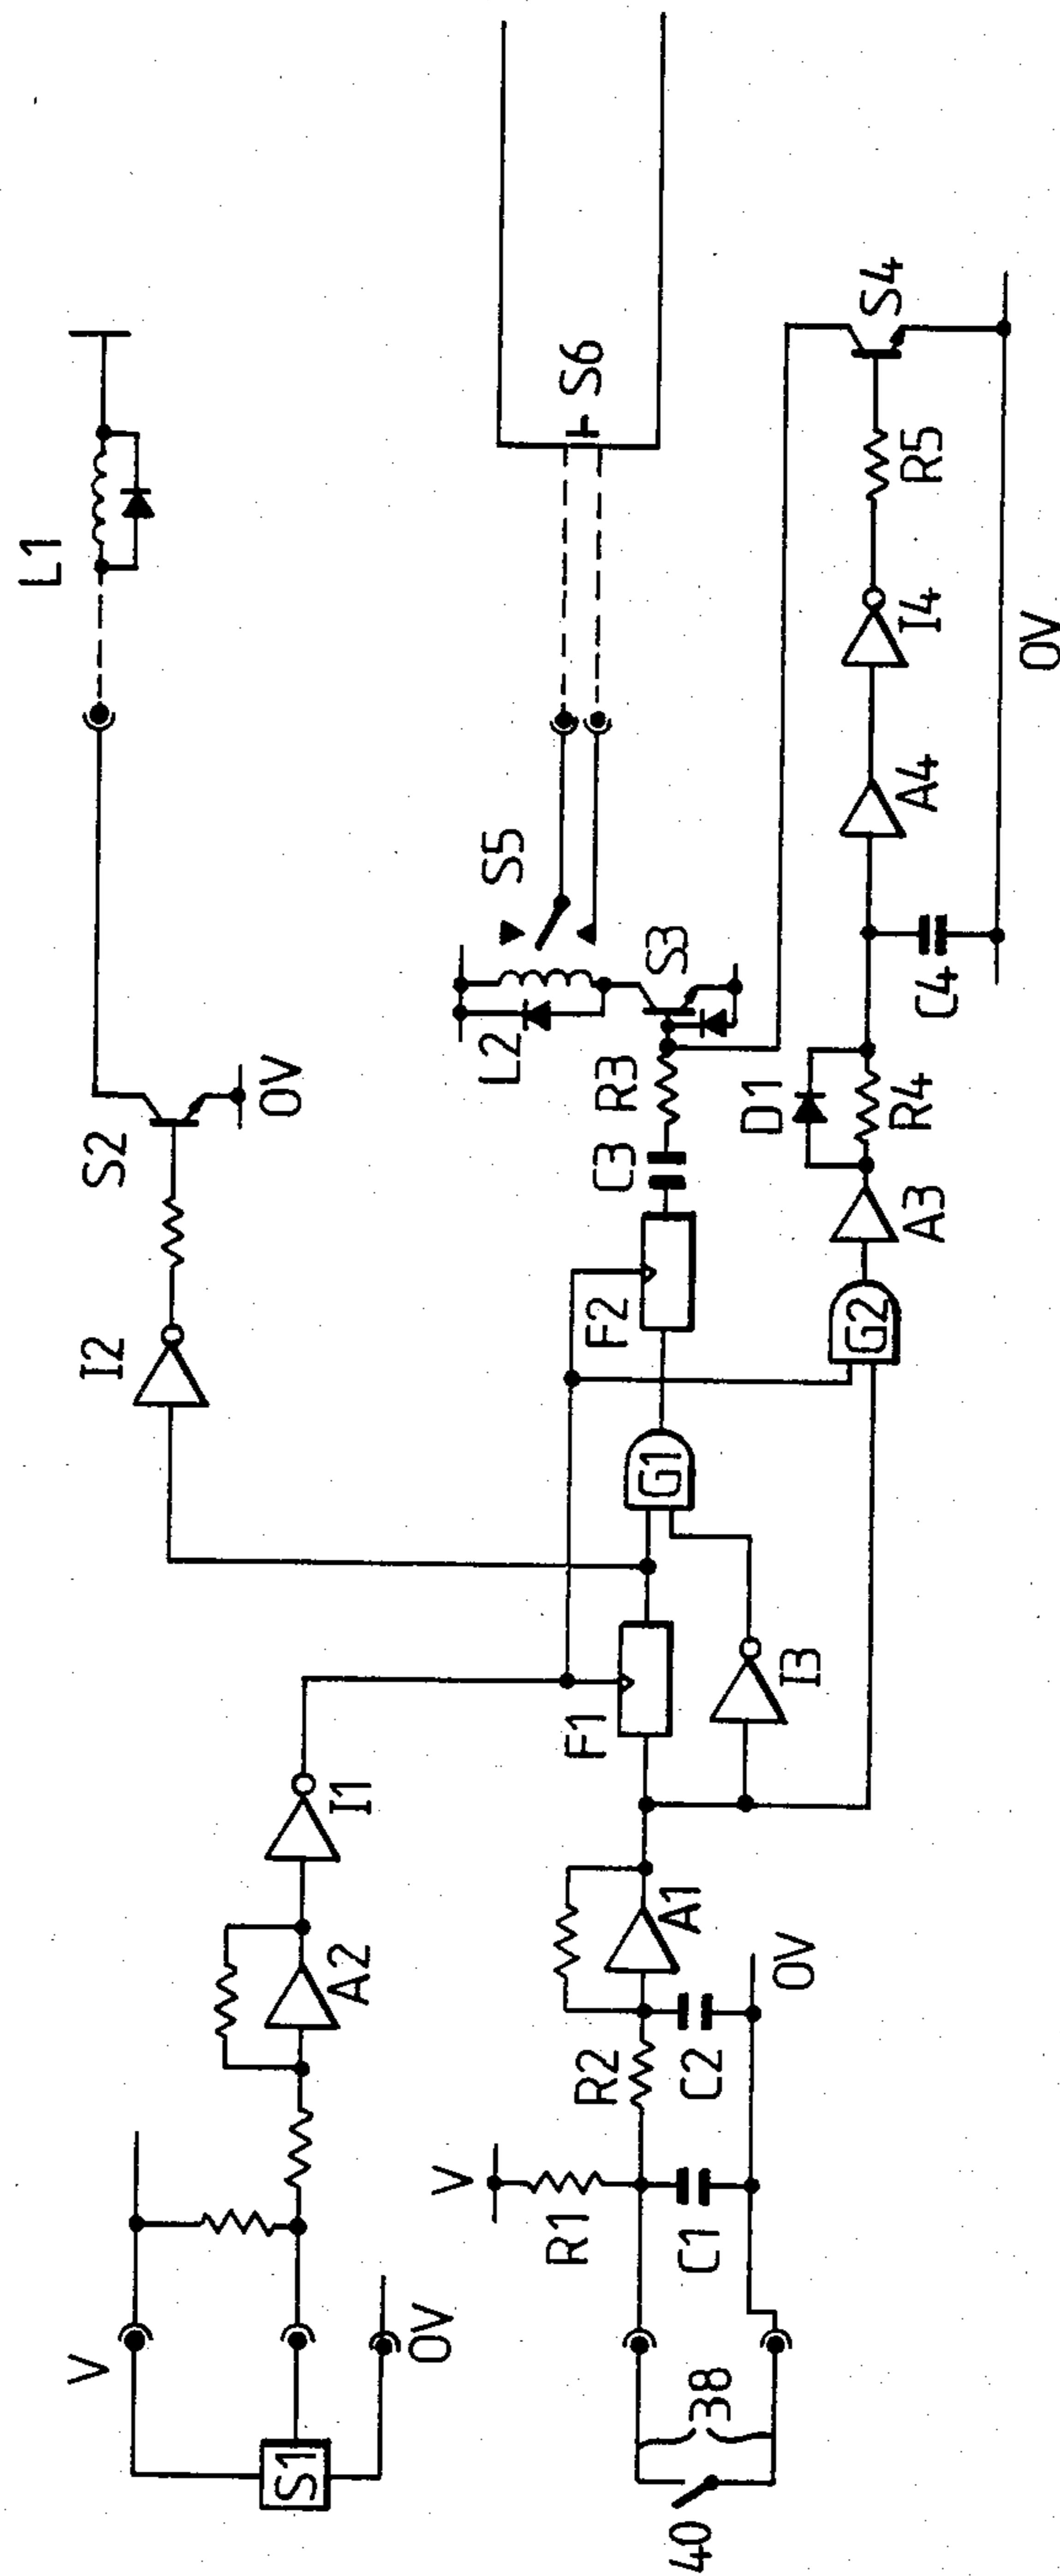 L1
I2
S2
0V
V
S1
0V
A2
I1
L2
S5
S6
V
R1
R2
A1
F1
G1
F2
C3
R3
S3
40
38
C1
C2
0V
I3
G2
A3
D1
R4
C4
A4
I4
R5
S4
0V